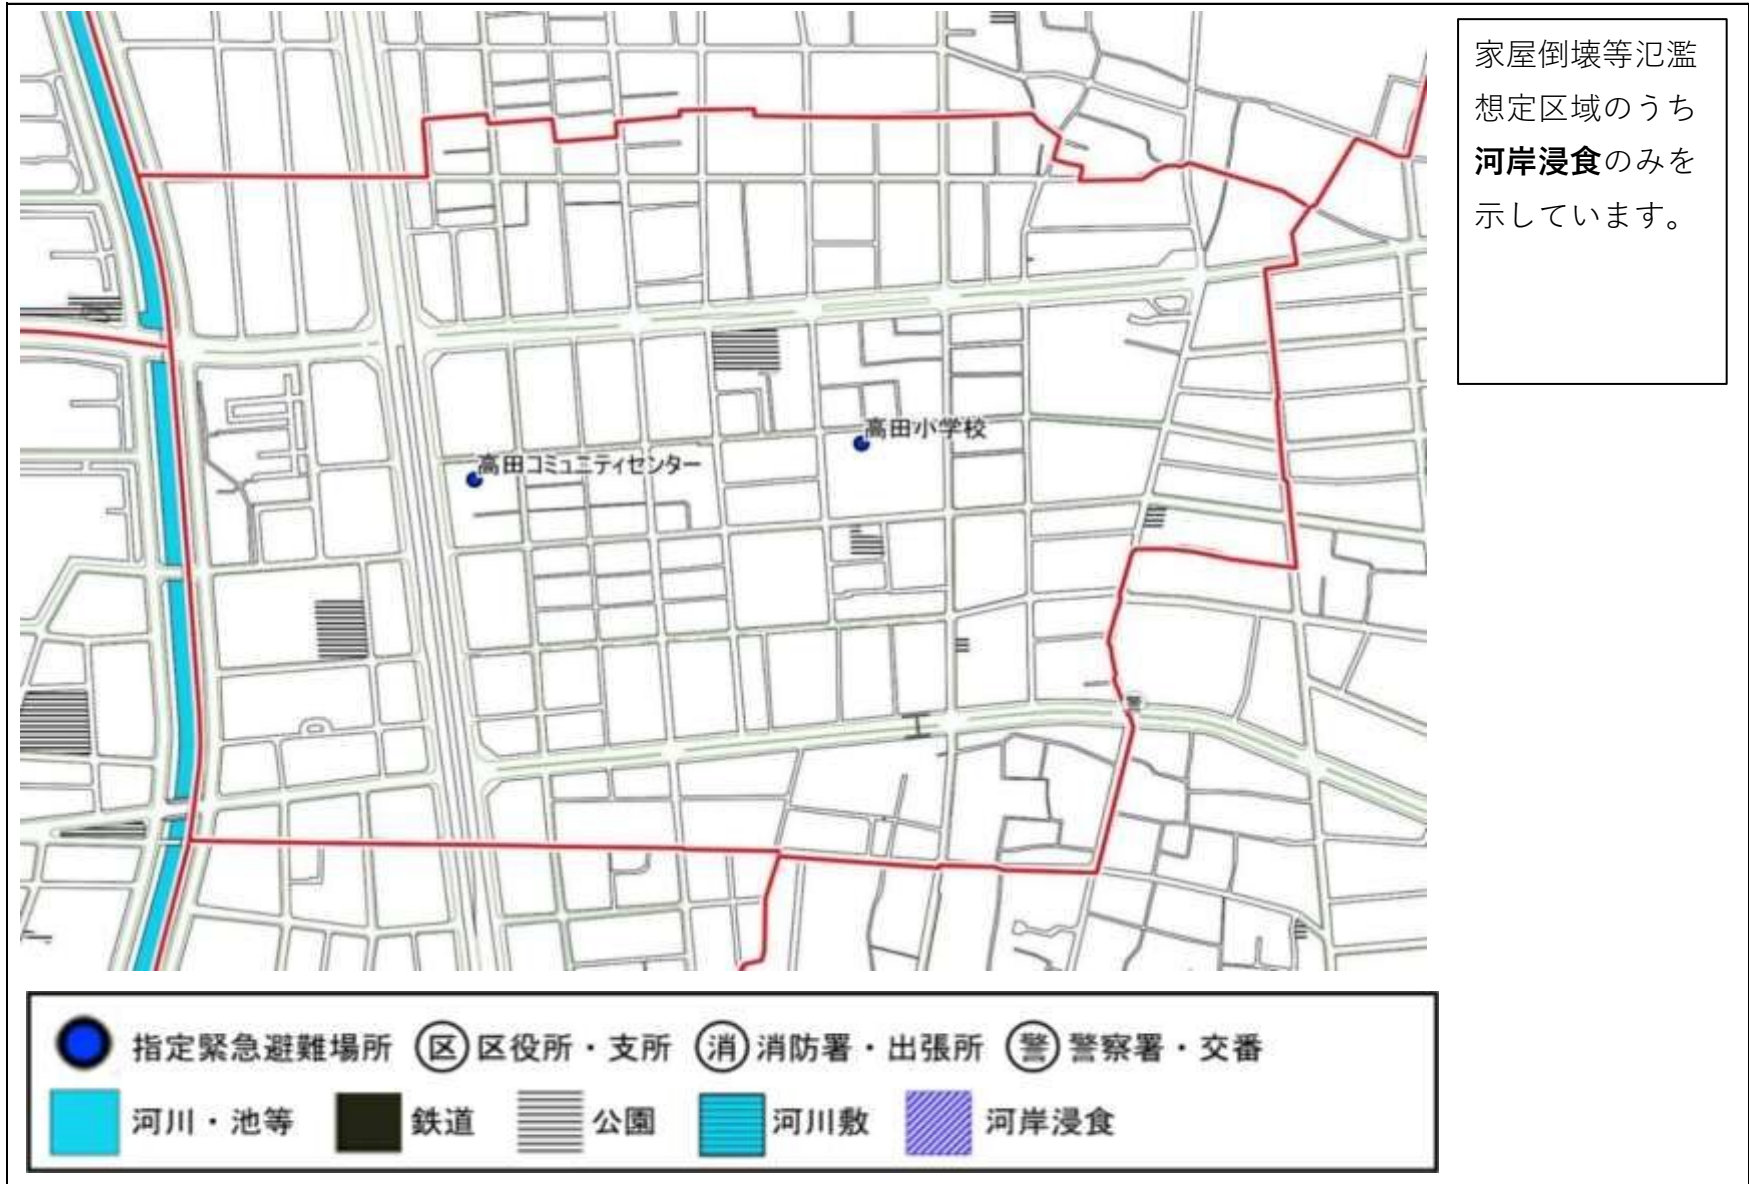 家屋倒壊等氾濫
想定区域のうち
河岸浸食のみを
示しています。
高田小学校
高田コミュニティセンター
警
指定緊急避難場所 区 区役所・支所 消 消防署・出張所 警 警察署・交番
河川・池等 鉄道 公園 河川敷 河岸浸食